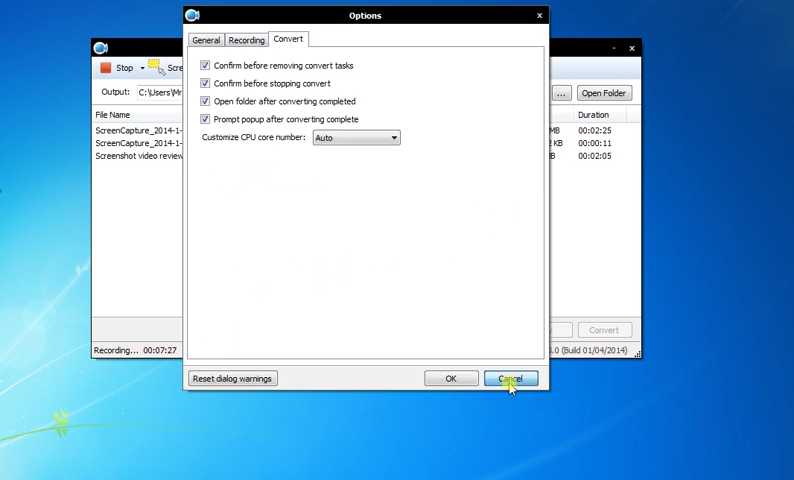 Options
x
General Recording Convert
- x
Stop
Confirm before removing convert tasks
Output: C:\Users\Mr
Confirm before stopping convert
... Open Folder
Open folder after converting completed
File Name
Prompt popup after converting complete
Duration
ScreenCapture_2014-1-
Customize CPU core number: Auto
MB 00:02:25
ScreenCapture_2014-1-
KB 00:00:11
Screenshot video review
00:02:05
Convert
Recording... 00:07:27
.0 (Build 01/04/2014)
Reset dialog warnings OK Cancel